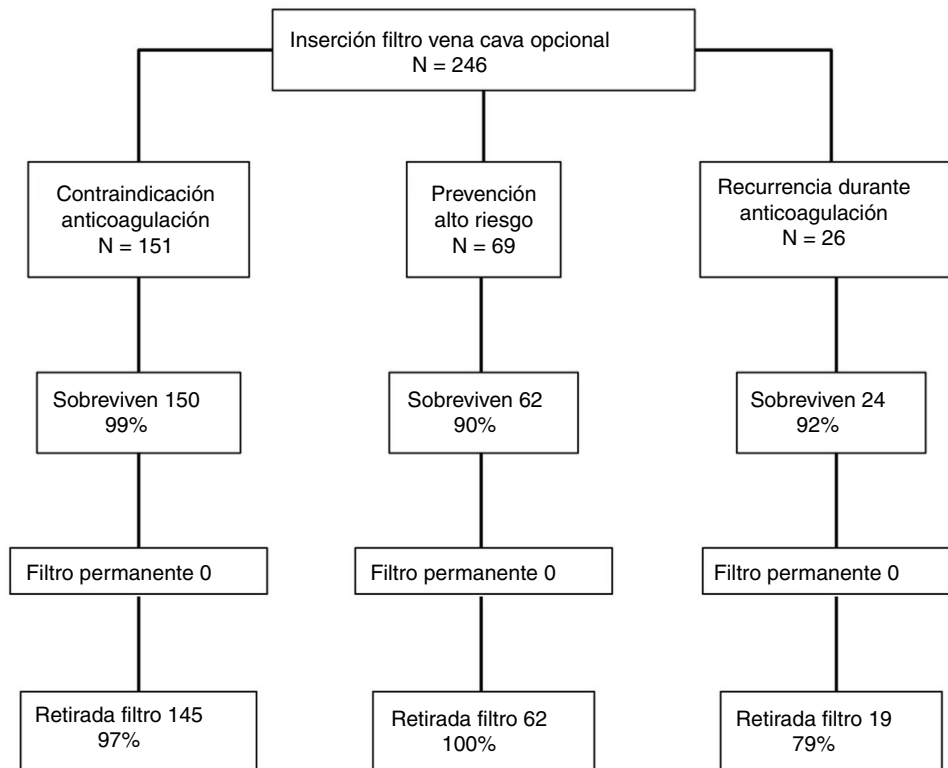 Inserción filtro vena cava opcional
N = 246
Contraindicación
anticoagulación
N = 151
Prevención
alto riesgo
N = 69
Recurrencia durante
anticoagulación
N = 26
Sobreviven 150
99%
Sobreviven 62
90%
Sobreviven 24
92%
Filtro permanente 0
Filtro permanente 0
Filtro permanente 0
Retirada filtro 145
97%
Retirada filtro 62
100%
Retirada filtro 19
79%